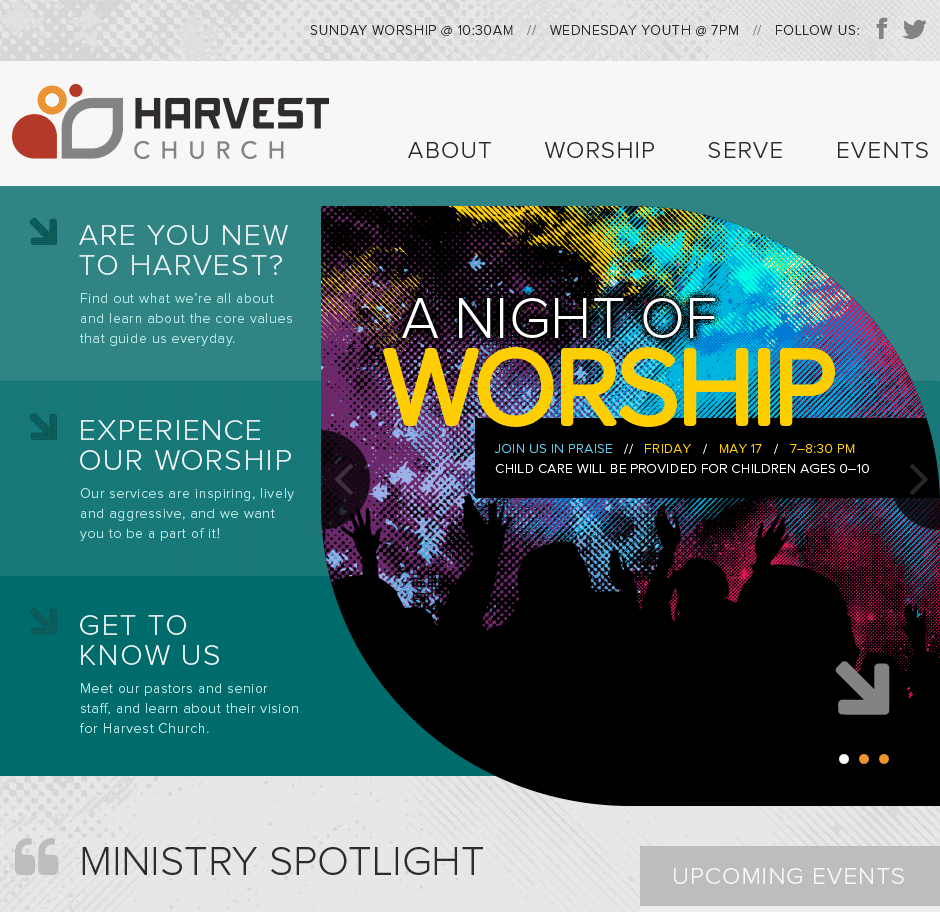 SUNDAY WORSHIP @ 10:30AM // WEDNESDAY YOUTH @ 7PM // FOLLOW US:
HARVEST
CHURCH
ABOUT WORSHIP SERVE EVENTS
ARE YOU NEW
TO HARVEST?
Find out what we're all about
and learn about the core values
that guide us everyday.
EXPERIENCE
OUR WORSHIP
Our services are inspiring, lively
and aggressive, and we want
you to be a part of it!
GET TO
KNOW US
Meet our pastors and senior
staff, and learn about their vision
for Harvest Church.
A NIGHT OF
WORSHIP
JOIN US IN PRAISE // FRIDAY / MAY 17 / 7–8:30 PM
CHILD CARE WILL BE PROVIDED FOR CHILDREN AGES 0–10
MINISTRY SPOTLIGHT
UPCOMING EVENTS